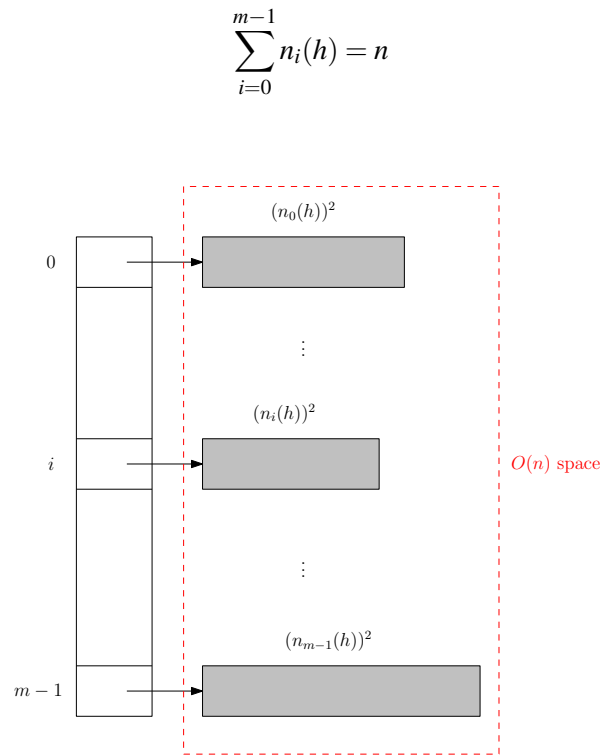 \sum_{i=0}^{m-1} n_i(h) = n
(n_0(h))^2
0
⋮
(n_i(h))^2
i
O(n) space
⋮
(n_{m-1}(h))^2
m − 1